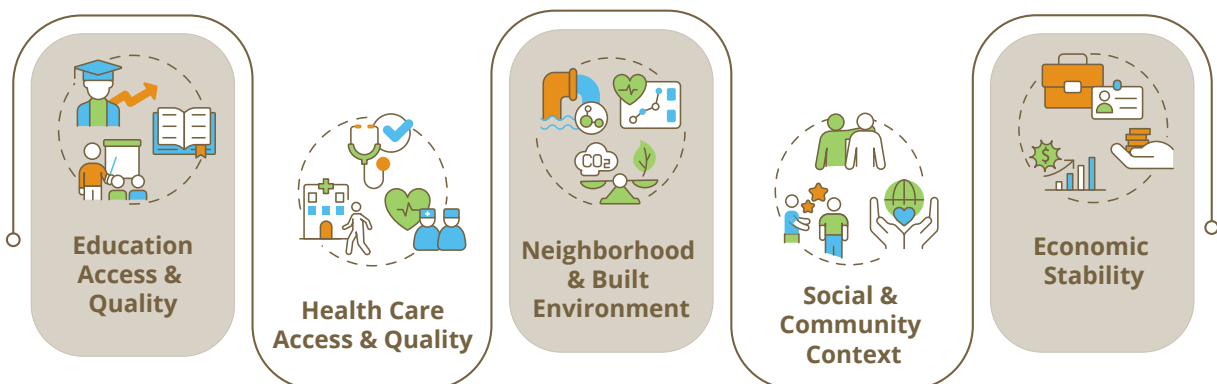 Education
Access &
Quality
Health Care
Access & Quality
CO₂
Neighborhood
& Built
Environment
Social &
Community
Context
$
Economic
Stability